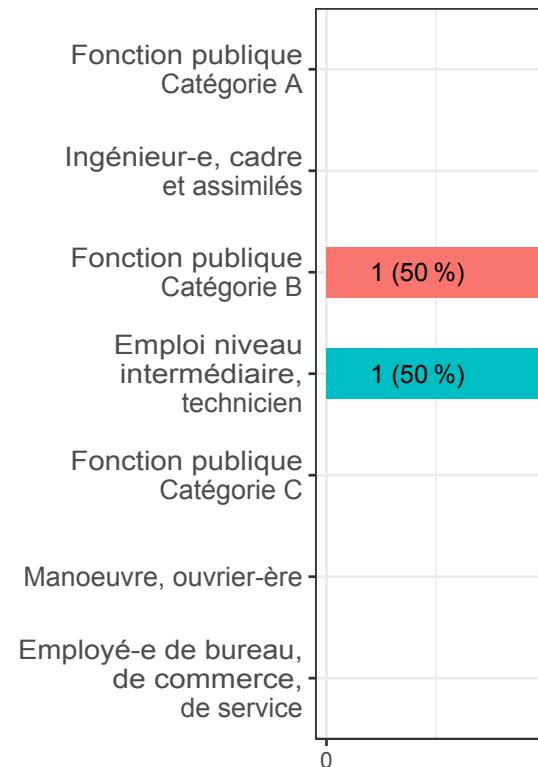 Fonction publique
Catégorie A
Ingénieur-e, cadre
et assimilés
Fonction publique
Catégorie B
1 (50 %)
Emploi niveau
intermédiaire,
technicien
1 (50 %)
Fonction publique
Catégorie C
Manoeuvre, ouvrier-ère
Employé-e de bureau,
de commerce,
de service
0